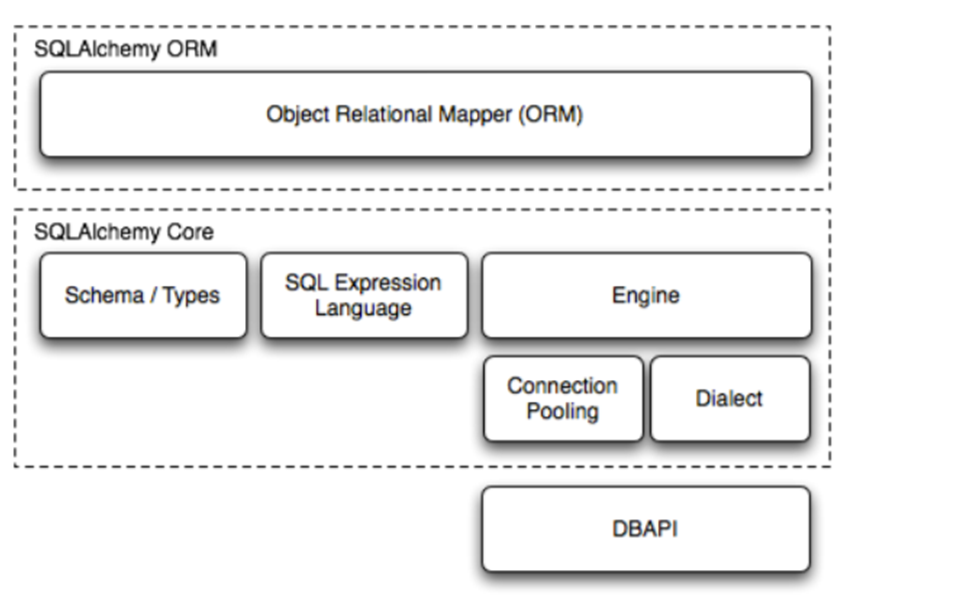 SQLAlchemy ORM
Object Relational Mapper (ORM)
SQLAlchemy Core
Schema / Types
SQL Expression
Language
Engine
Connection
Pooling
Dialect
DBAPI